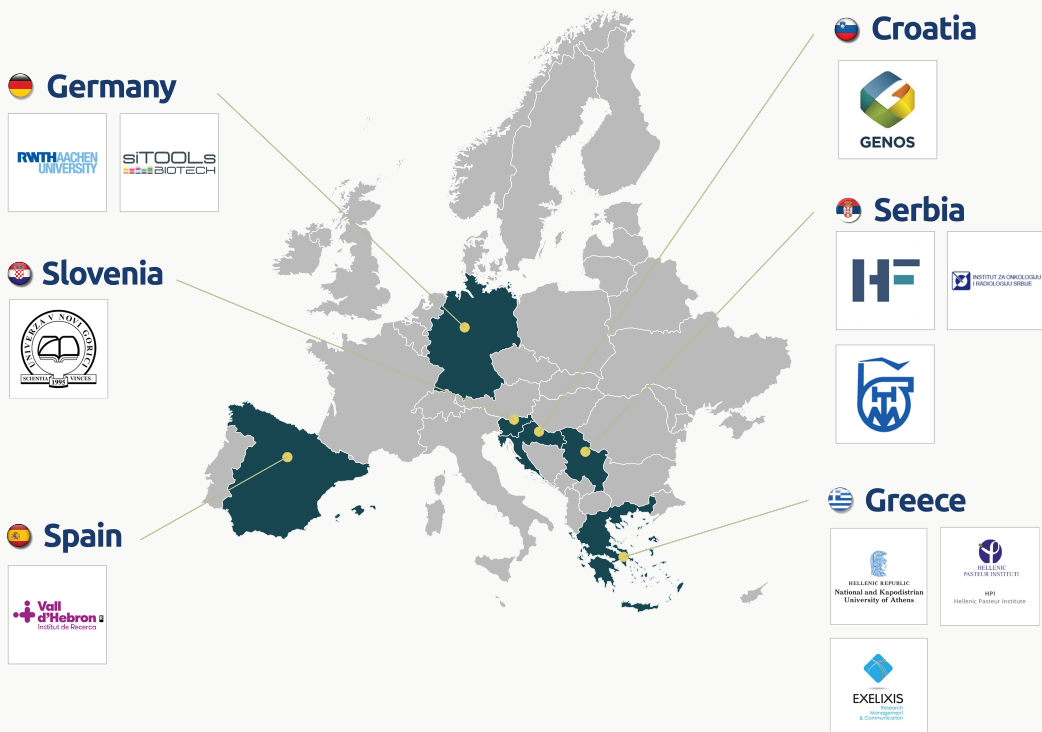 Germany
RWTHAACHEN
UNIVERSITY
SiTOOLs
BIOTECH
Slovenia
UNIVERZA V NOVI GORICI
SCIENTIA VINCES
1995
Spain
Vall
d'Hebron
Institut de Recerca
Croatia
GENOS
Serbia
HF
INSTITUT ZA ONKOLOGIJU
I RADIOLOGIJU SRBIJE
Greece
HELLENIC REPUBLIC
National and Kapodistrian
University of Athens
HELLENIC
PASTEUR INSTITUTI
HPI
Hellenic Pasteur Institute
EXELIXIS
Research
Management
& Communication